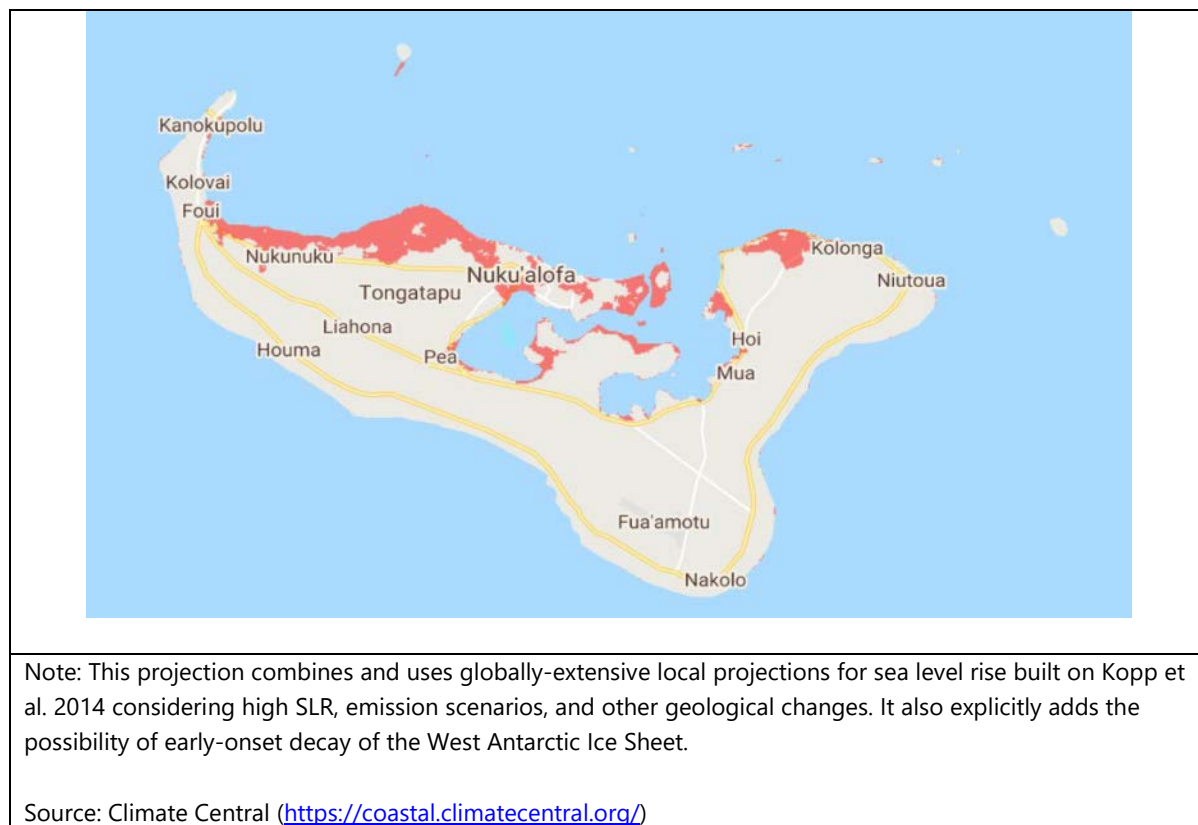 Kanokupolu
Kolovai
Foui
Nukunuku
Nuku'alofa
Kolonga
Niutoua
Tongatapu
Liahona
Houma
Pea
Hoi
Mua
Fua'amotu
Nakolo
Note: This projection combines and uses globally-extensive local projections for sea level rise built on Kopp et
al. 2014 considering high SLR, emission scenarios, and other geological changes. It also explicitly adds the
possibility of early-onset decay of the West Antarctic Ice Sheet.
Source: Climate Central (https://coastal.climatecentral.org/)